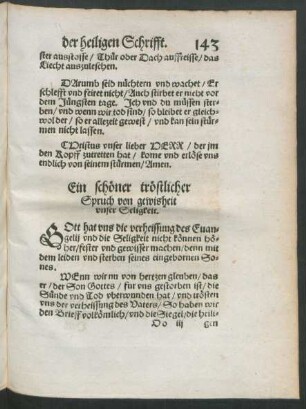 der heiligen Schrifft. 143
ster ausstosse / Thür oder Dach auffreisse / das
Liecht auszuleschen.
DArumb seid nüchtern vnd wachet / Er
schlefft vnd feiret nicht / Auch stirbet er nicht vor
dem Jüngsten tage. Ich vnd du müssen ster-
ben / vnd wenn wir tod sind / so bleibet er gleich-
wol der / so er allezeit gewest / vnd kan sein stür-
men nicht lassen.
CHristus vnser lieber HERR / der jm
den Kopff zutretten hat / kome vnd erlöse vns
endlich von seinem stürmen / Amen.
Ein schöner tröstlicher
Spruch von gewisheit
vnser Seligkeit.
GOtt hat vns die verheissung des Euan-
gelij vnd die Seligkeit nicht können hö-
her / fester vnd gewisser machen / denn mit
dem leiden vnd sterben seines eingebornen So-
nes.
WEnn wir nu von hertzen gleuben / das
er / der Son Gottes / fur vns gestorben ist / die
Sünde vnd Tod vberwunden hat / vnd trösten
vns der verheissung des Vaters / So haben wir
den Brieff volkömlich / vnd die Siegel / die heili-
Oo iij gen